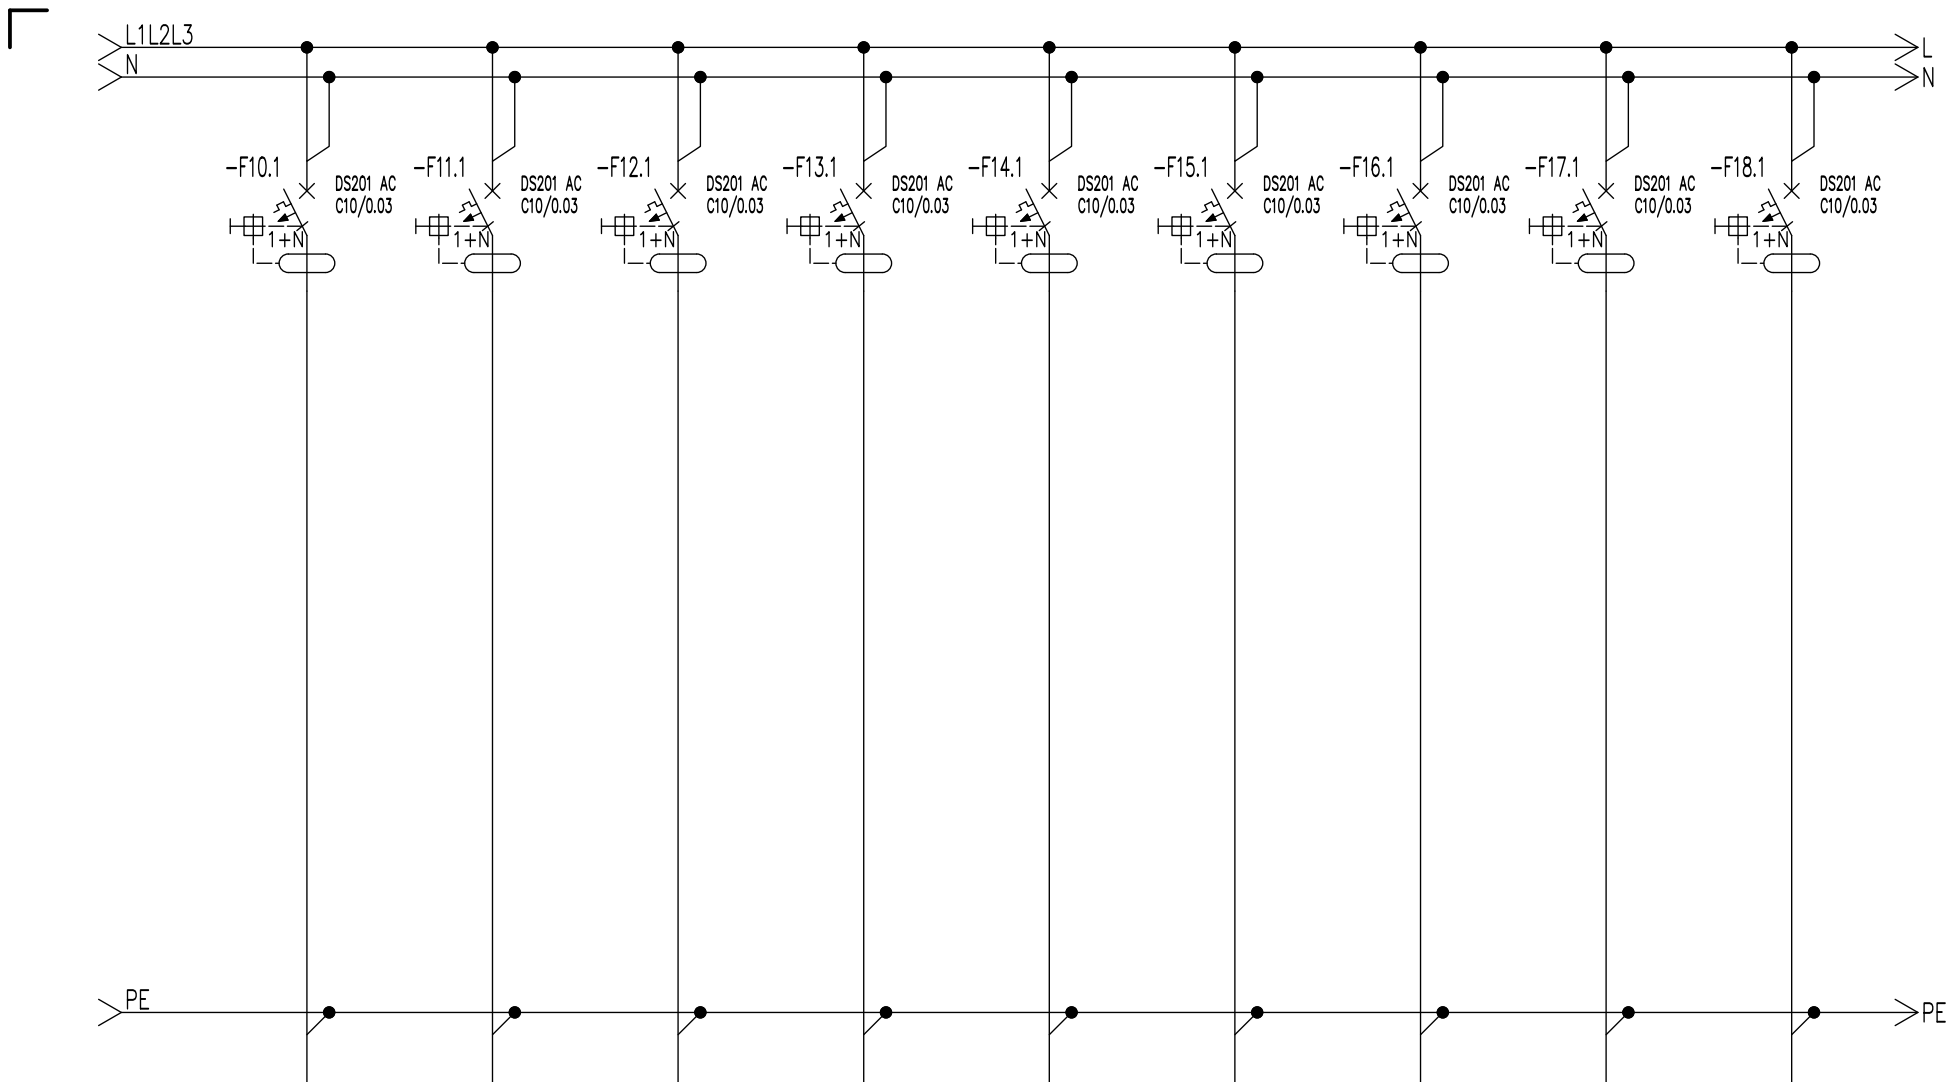 L1L2L3 L
N N
-F10.1 -F11.1 -F12.1 -F13.1 -F14.1 -F15.1 -F16.1 -F17.1 -F18.1
DS201 AC DS201 AC DS201 AC DS201 AC DS201 AC DS201 AC DS201 AC DS201 AC DS201 AC
C10/0.03 C10/0.03 C10/0.03 C10/0.03 C10/0.03 C10/0.03 C10/0.03 C10/0.03 C10/0.03
1+N 1+N 1+N 1+N 1+N 1+N 1+N 1+N 1+N
PE PE